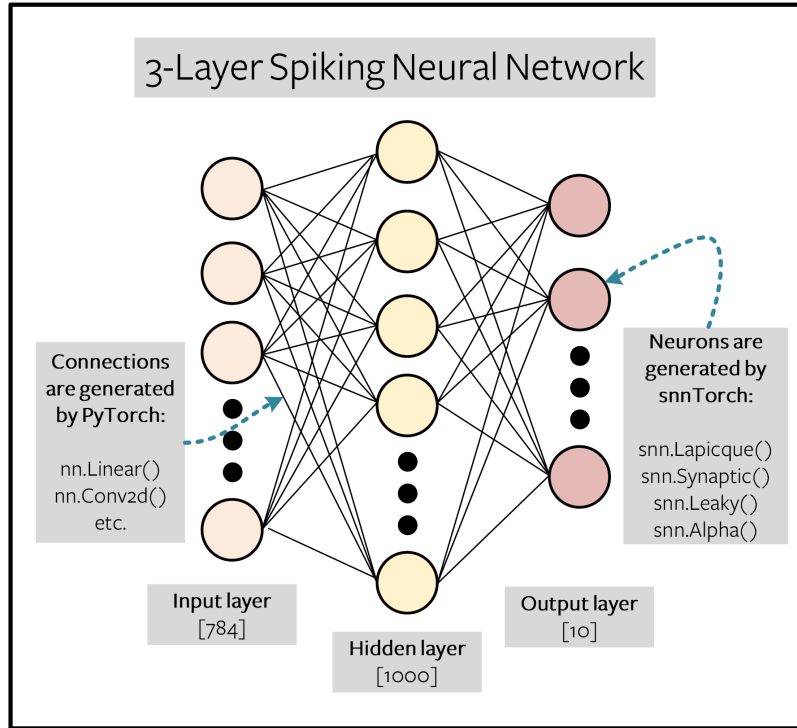 3-Layer Spiking Neural Network
Connections
are generated
by PyTorch:
nn.Linear()
nn.Conv2d()
etc.
Neurons are
generated by
snnTorch:
snn.Lapicque()
snn.Synaptic()
snn.Leaky()
snn.Alpha()
Input layer
[784]
Hidden layer
[1000]
Output layer
[10]